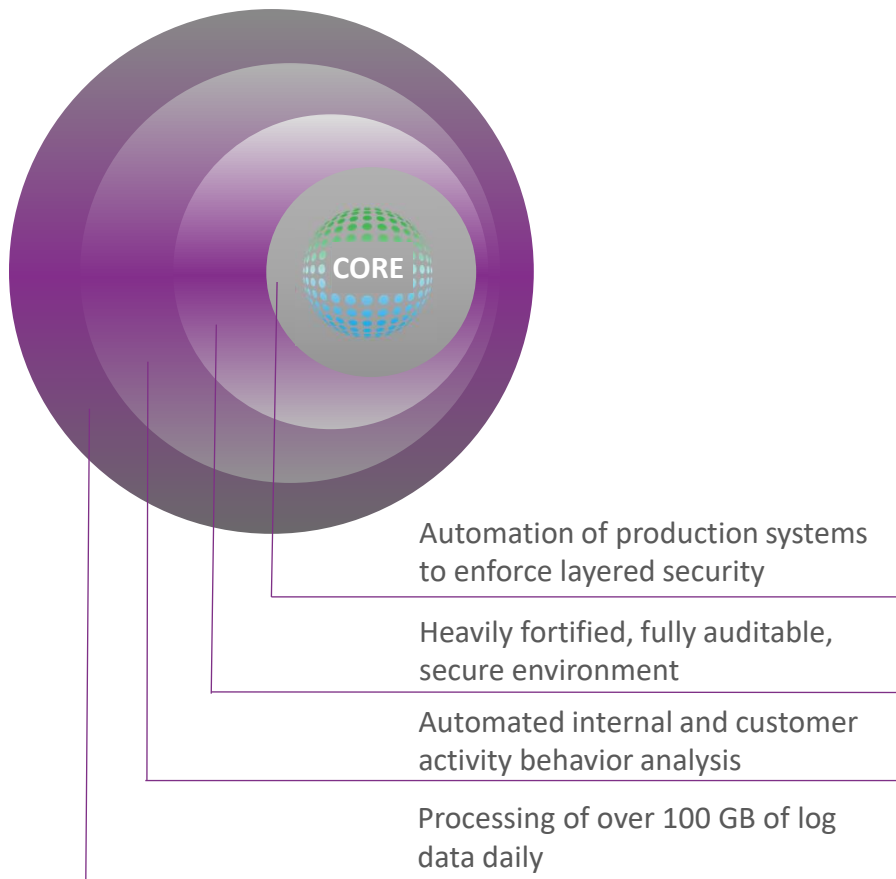 CORE
Automation of production systems
to enforce layered security
Heavily fortified, fully auditable,
secure environment
Automated internal and customer
activity behavior analysis
Processing of over 100 GB of log
data daily